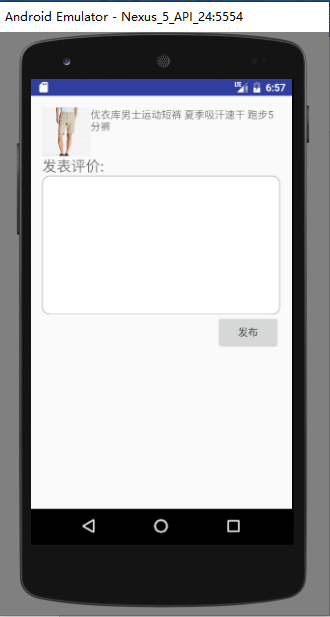 Android Emulator - Nexus_5_API_24:5554
LTE 6:57
优衣库男士运动短裤 夏季吸汗速干 跑步5
分裤
发表评价:
发布